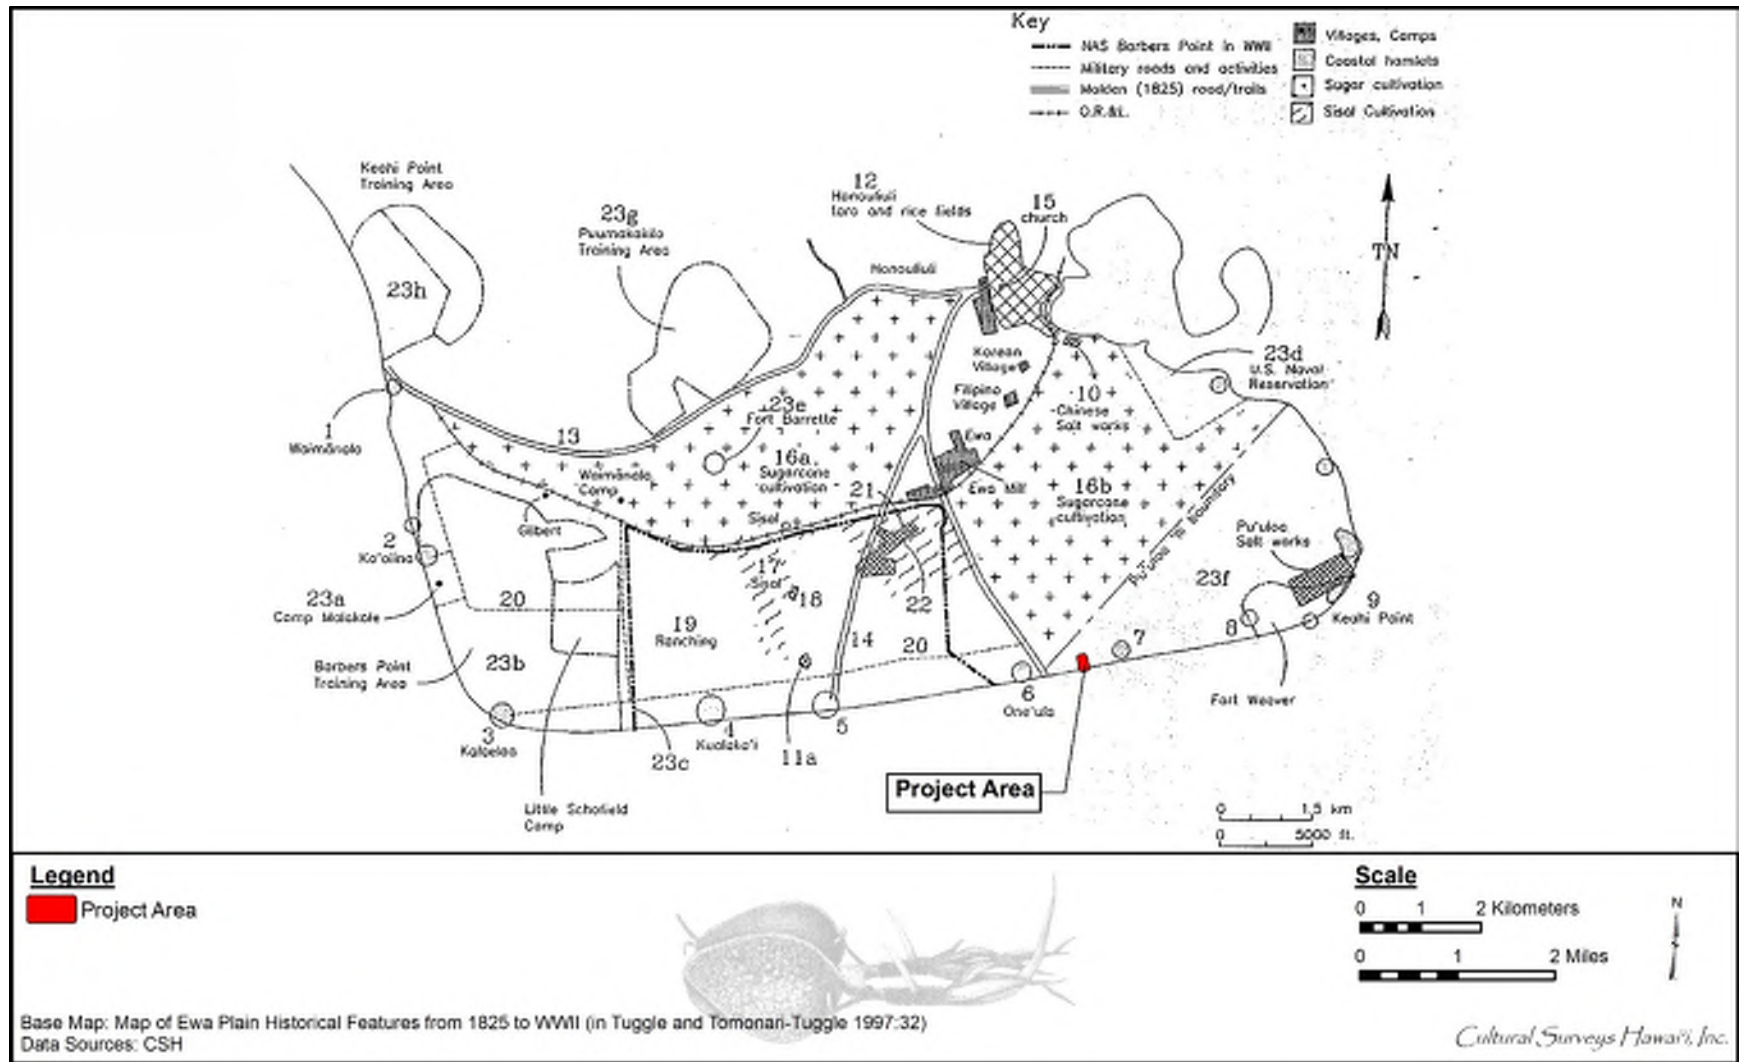 Key
NAS Barbers Point in WWII
Military roads and activities
Malden (1825) road/trails
O.R.&L.
Villages, Camps
Coastal hamlets
Sugar cultivation
Sisal Cultivation
Keahi Point
Training Area
23h
23g
Puumakakilo
Training Area
12
Honouliuli
taro and rice fields
15
church
TN
Honouliuli
Korean
Village
Filipino
Village
10
Chinese
Salt works
23d
U.S. Naval
Reservation
1
Waimānalo
13
23e
Fort Barrette
16a
Sugarcane
cultivation
Waimānalo
Camp
Ewa
Ewa Mill
21
16b
Sugarcane
cultivation
Pu'uloa 'ili boundary
Pu'uloa
Salt works
Gilbert
Sisal
2
Ko'olina
17
Sisal
18
22
23f
23a
Camp Malakole
20
19
Ranching
14
20
9
Keahi Point
8
7
Barbers Point
Training Area
23b
6
One'ula
Fort Weaver
3
Kalaeloa
4
Kualaka'i
5
23c
11a
Little Schofield
Camp
Project Area
0 1.5 km
0 5000 ft.
Legend
Project Area
Scale
0 1 2 Kilometers
0 1 2 Miles
N
Base Map: Map of Ewa Plain Historical Features from 1825 to WWII (in Tuggle and Tomonari-Tuggle 1997:32)
Data Sources: CSH
Cultural Surveys Hawai'i, Inc.